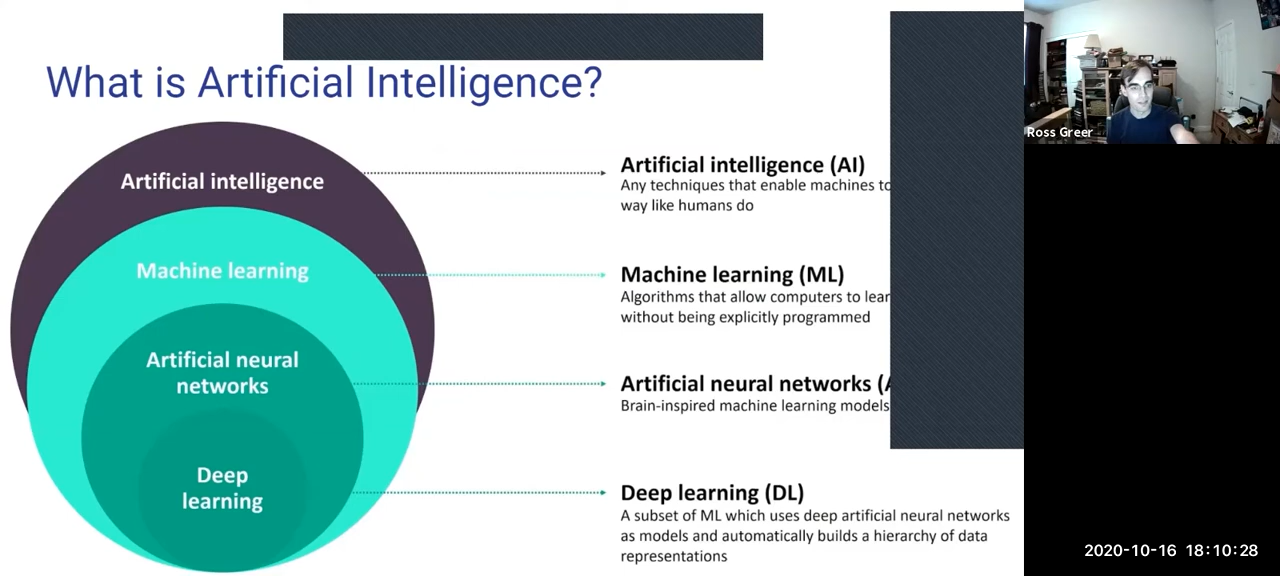 What is Artificial Intelligence?
Artificial intelligence
Machine learning
Artificial neural
networks
Deep
learning
Artificial intelligence (AI)
Any techniques that enable machines to
way like humans do
Machine learning (ML)
Algorithms that allow computers to
without being explicitly programmed
Artificial neural networks
Brain-inspired machine learning models
Deep learning (DL)
A subset of ML which uses deep artificial neural networks
as models and automatically builds a hierarchy of data
representations
Ross Greer
2020-10-16 18:10:28